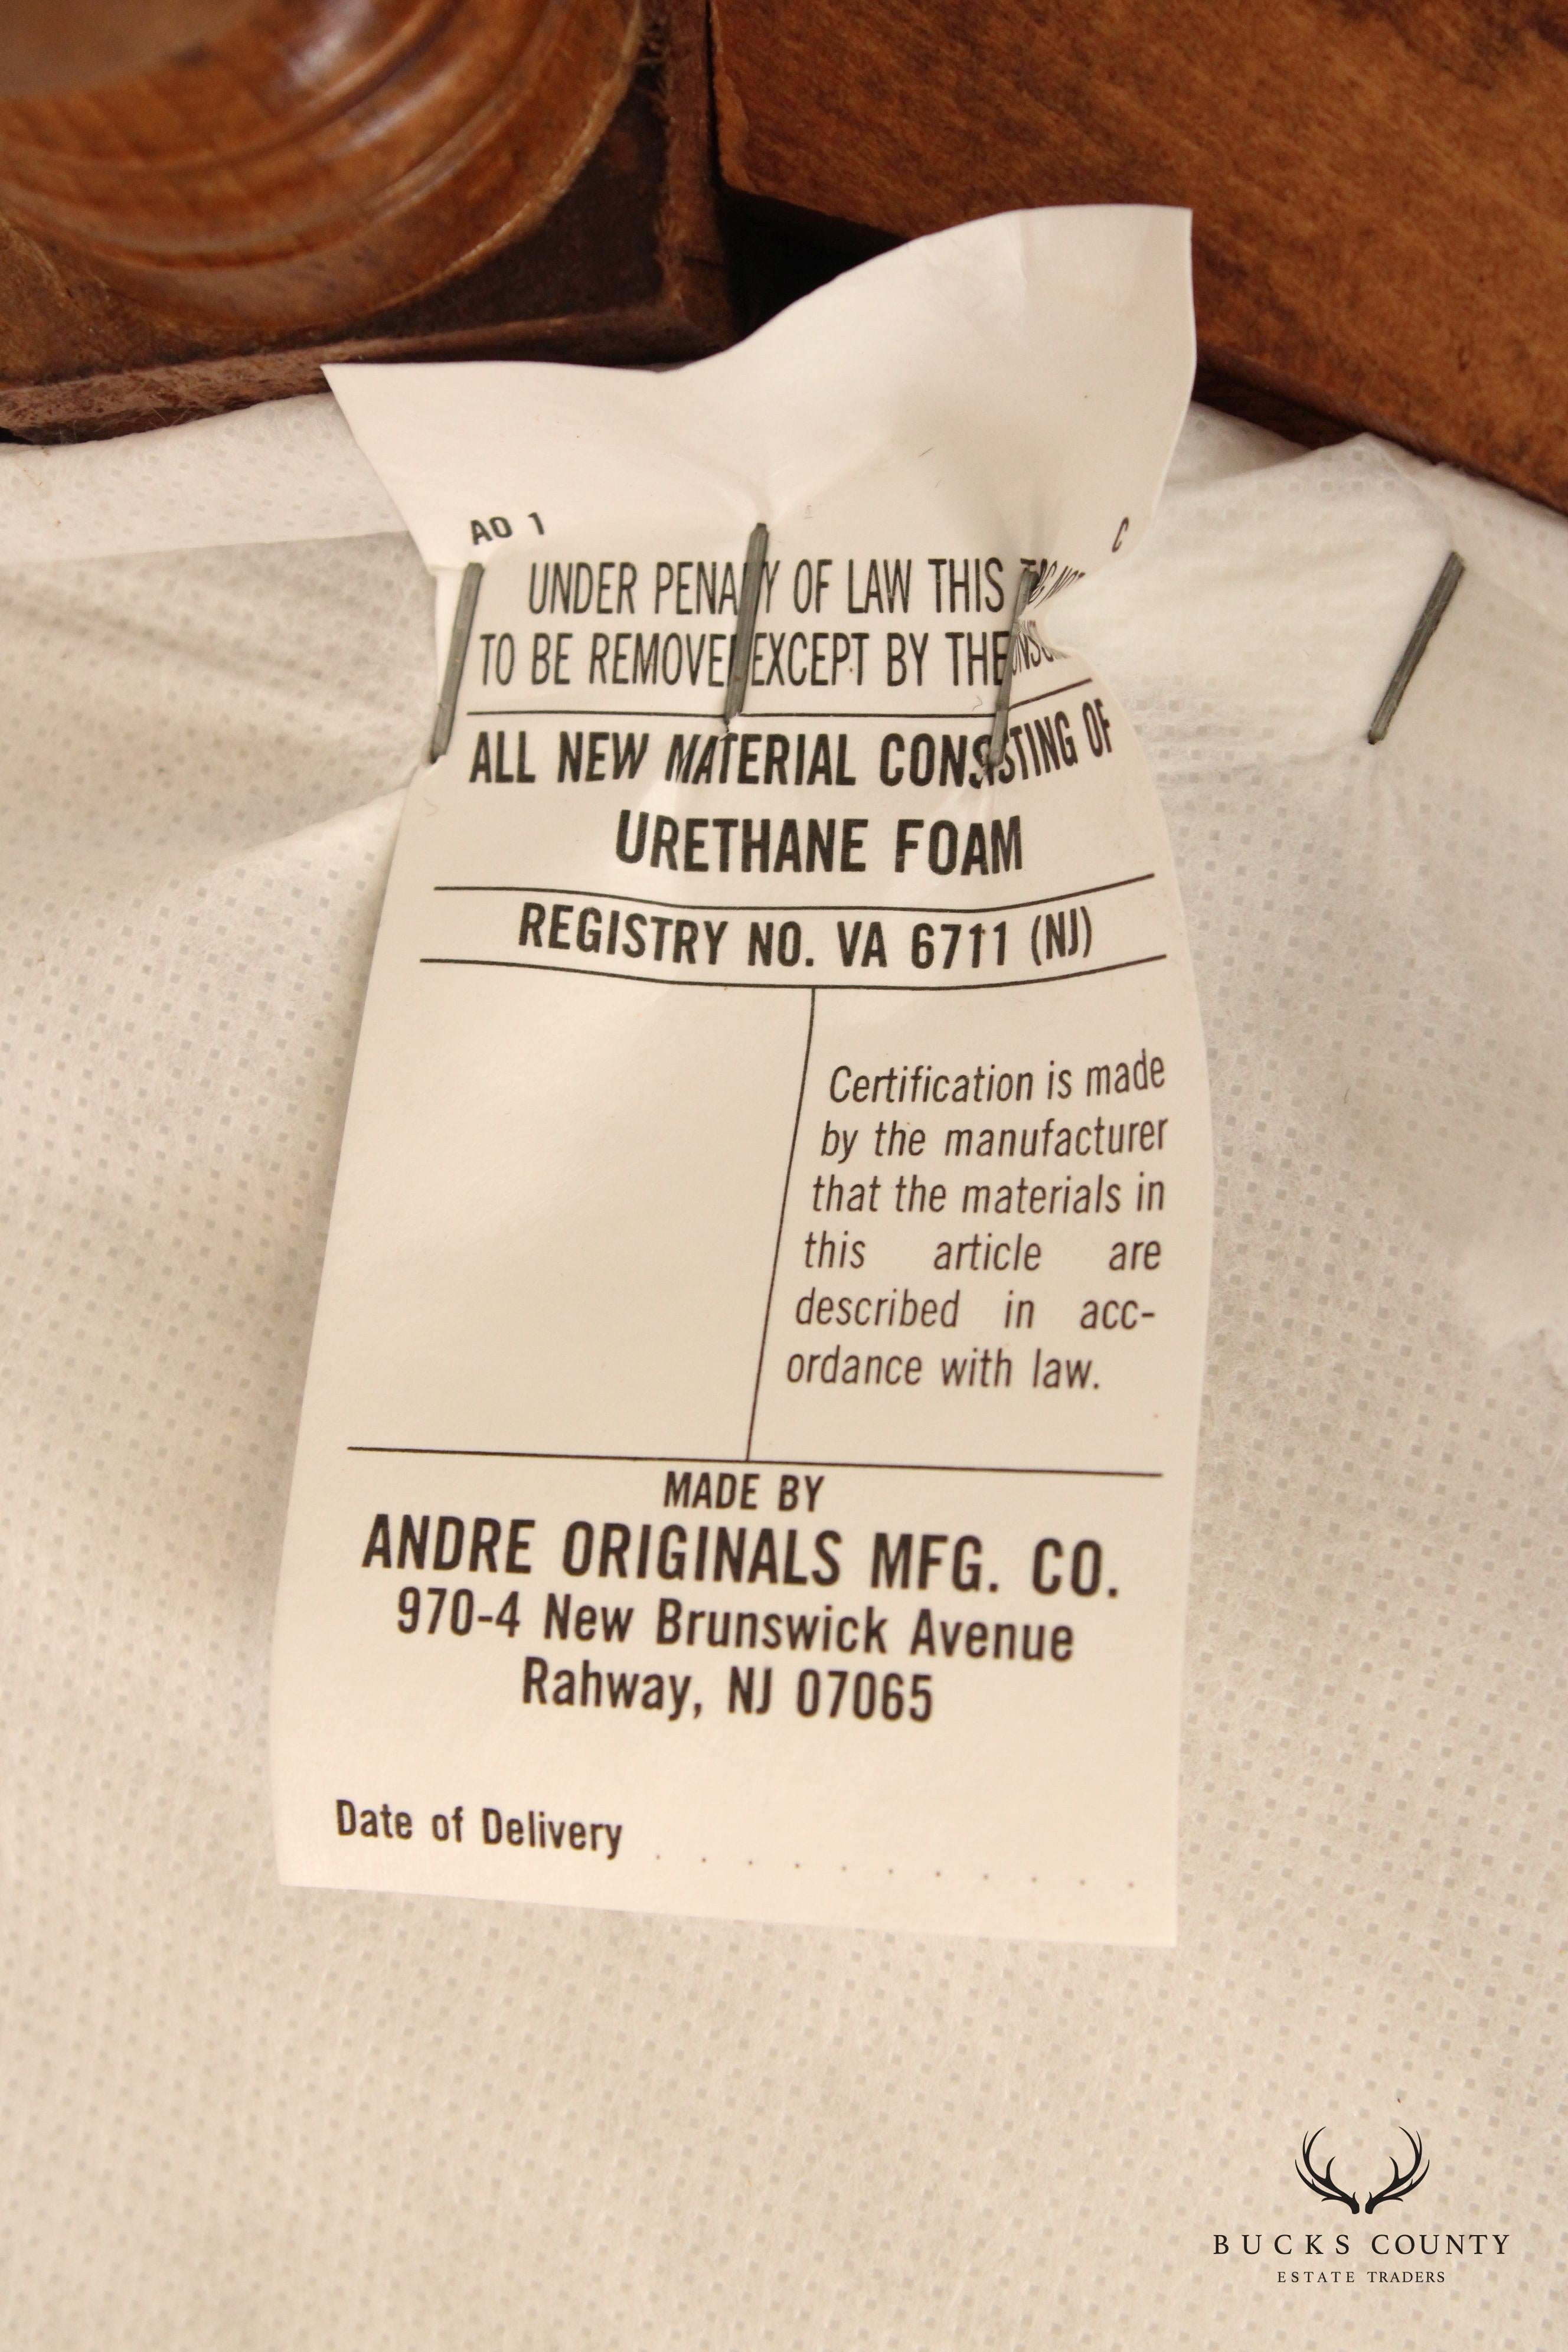 AO 1 C
UNDER PENA Y OF LAW THIS
TO BE REMOVED EXCEPT BY THE
ALL NEW MATERIAL CONSISTING OF
URETHANE FOAM
REGISTRY NO. VA 6711 (NJ)
Certification is made
by the manufacturer
that the materials in
this article are
described in acc-
ordance with law.
MADE BY
ANDRE ORIGINALS MFG. CO.
970-4 New Brunswick Avenue
Rahway, NJ 07065
Date of Delivery . . . . . . . . . . .
BUCKS COUNTY
ESTATE TRADERS